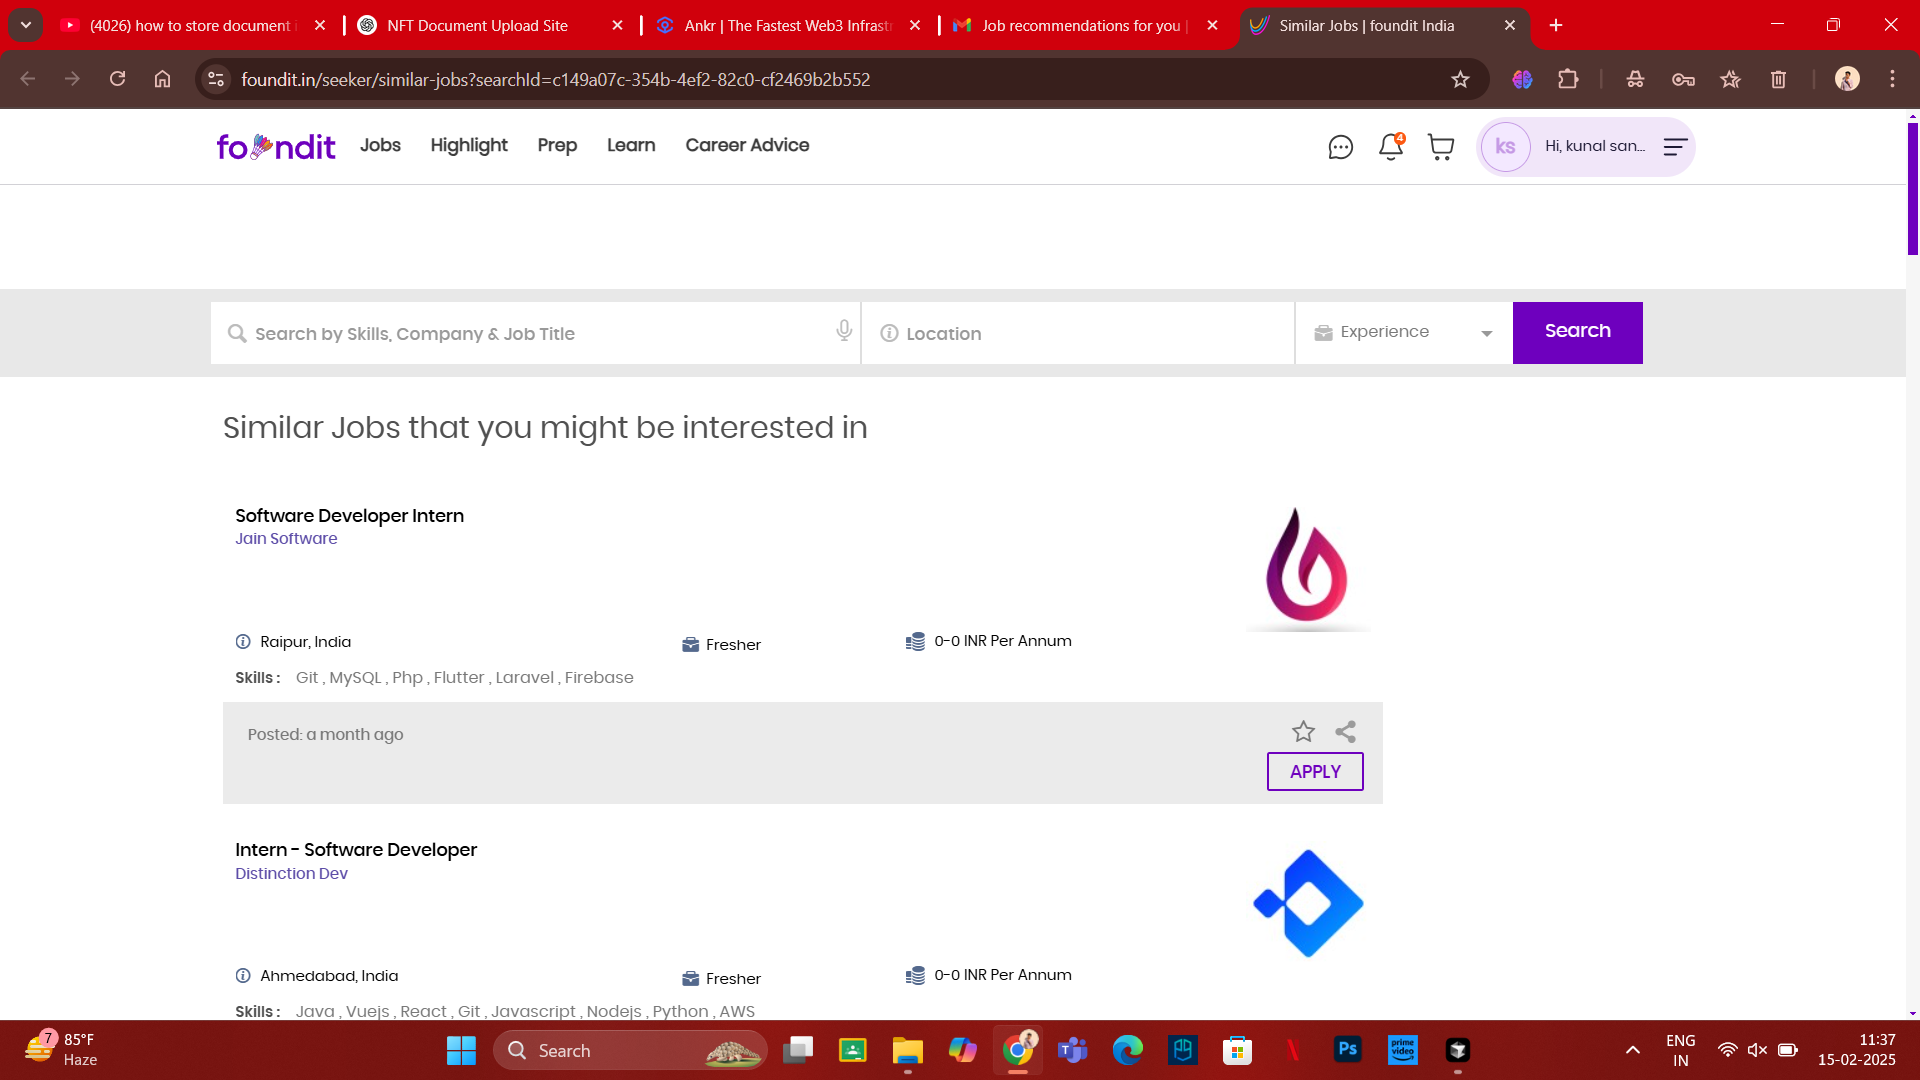 (4026) how to store document i
NFT Document Upload Site
Ankr | The Fastest Web3 Infrastr
Job recommendations for you |
Similar Jobs | foundit India
foundit.in/seeker/similar-jobs?searchId=c149a07c-354b-4ef2-82c0-cf2469b2b552
foundit
Jobs
Highlight
Prep
Learn
Career Advice
4
ks
Hi, kunal san...
Search by Skills, Company & Job Title
Location
Experience
Search
Similar Jobs that you might be interested in
Software Developer Intern
Jain Software
Raipur, India
Fresher
0-0 INR Per Annum
Skills : Git , MySQL , Php , Flutter , Laravel , Firebase
Posted: a month ago
APPLY
Intern - Software Developer
Distinction Dev
Ahmedabad, India
Fresher
0-0 INR Per Annum
Skills : Java , Vuejs , React , Git , Javascript , Nodejs , Python , AWS
7
85°F
Haze
Search
Ps
prime video
ENG
IN
11:37
15-02-2025